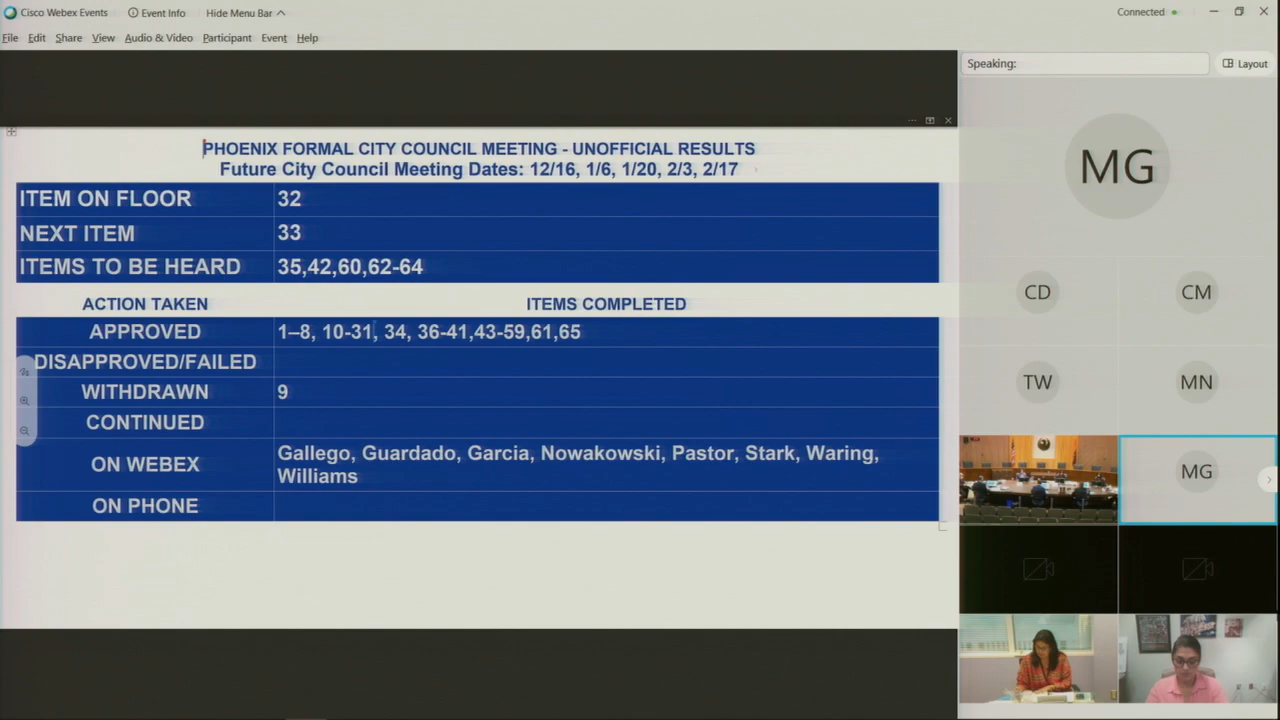 Cisco Webex Events
Event Info
Hide Menu Bar
Connected
File Edit Share View Audio & Video Participant Event Help
Speaking:
Layout
PHOENIX FORMAL CITY COUNCIL MEETING - UNOFFICIAL RESULTS
Future City Council Meeting Dates: 12/16, 1/6, 1/20, 2/3, 2/17
ITEM ON FLOOR 32
NEXT ITEM 33
ITEMS TO BE HEARD 35,42,60,62-64
ACTION TAKEN ITEMS COMPLETED
APPROVED 1–8, 10-31, 34, 36-41,43-59,61,65
DISAPPROVED/FAILED
WITHDRAWN 9
CONTINUED
ON WEBEX Gallego, Guardado, Garcia, Nowakowski, Pastor, Stark, Waring,
Williams
ON PHONE
MG
CD CM
TW MN
MG